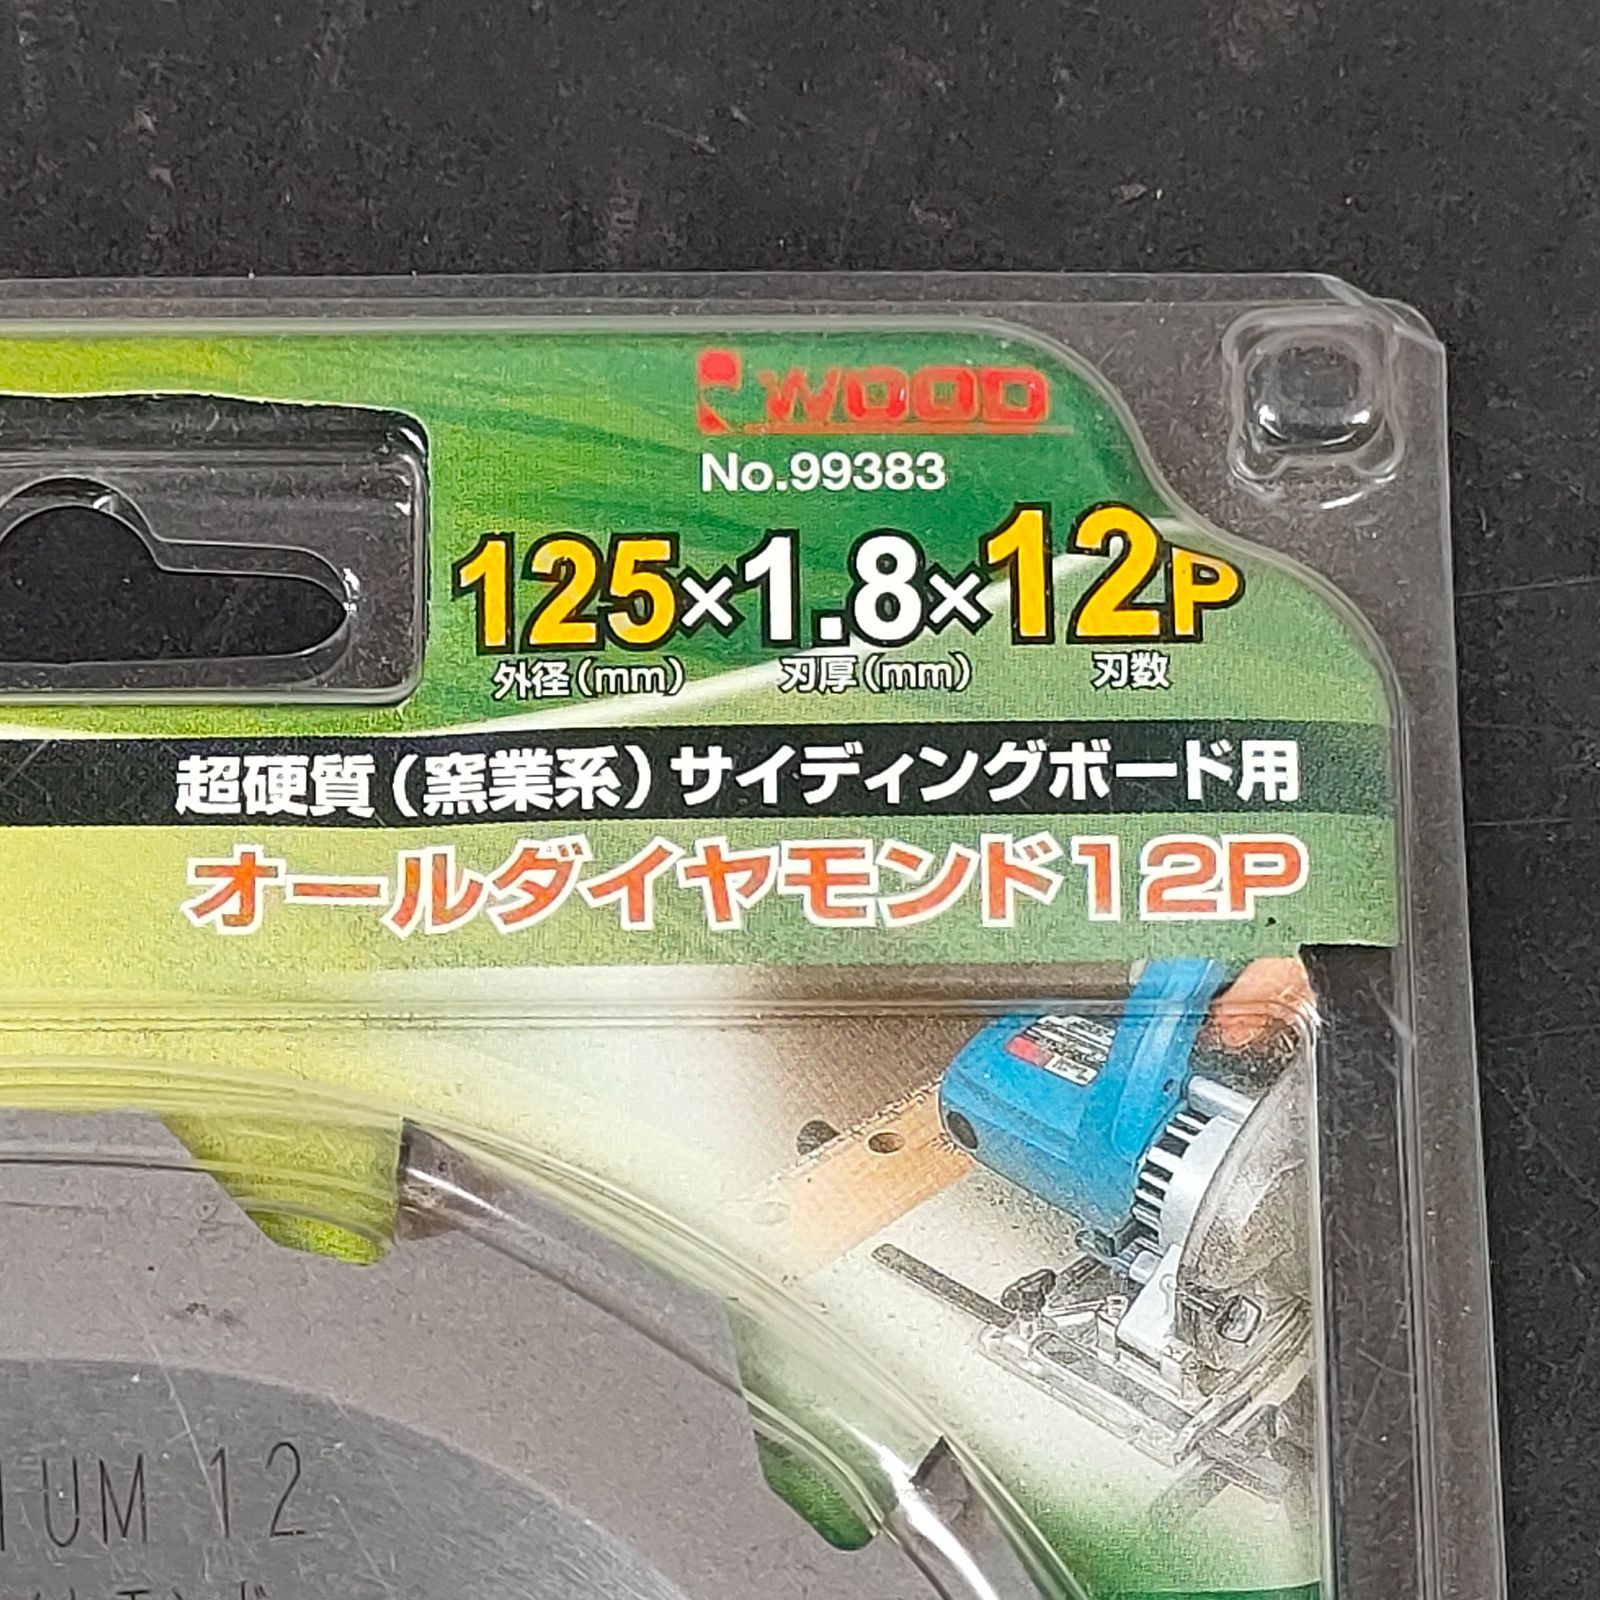 WOOD
No.99383
125×1.8×12P
外径(mm) 刃厚(mm) 刃数
超硬質(窯業系)サイディングボード用
オールダイヤモンド12P
IUM 12